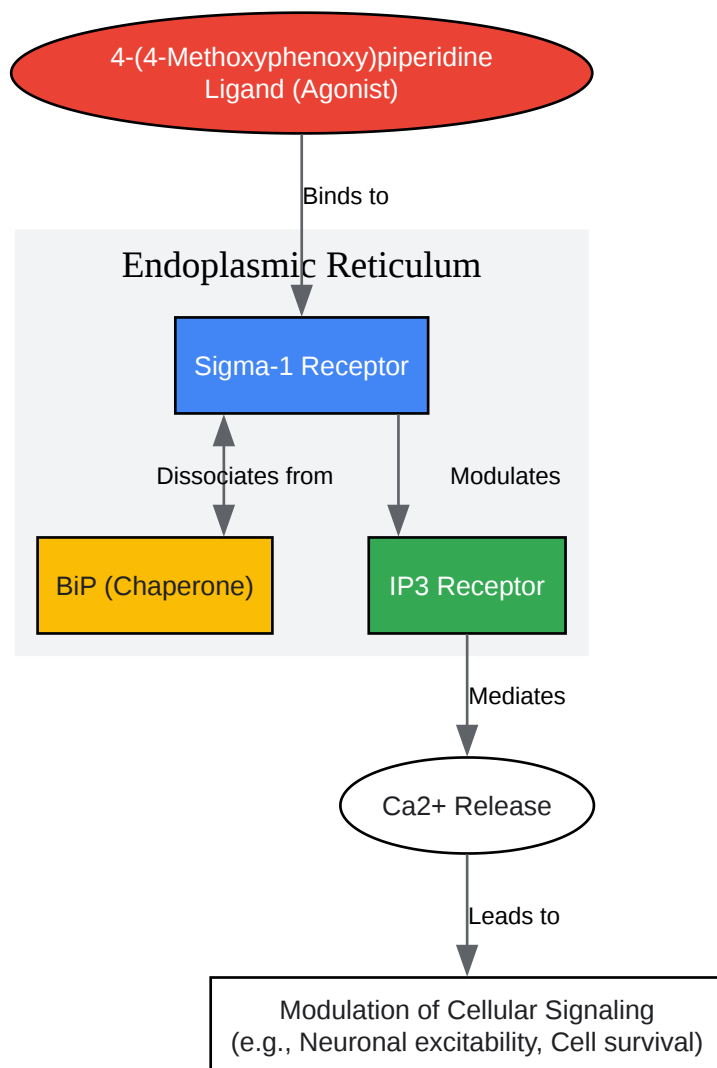 4-(4-Methoxyphenoxy)piperidine
Ligand (Agonist)
Binds to
Endoplasmic Reticulum
Sigma-1 Receptor
Dissociates from
Modulates
BiP (Chaperone)
IP3 Receptor
Mediates
Ca2+ Release
Leads to
Modulation of Cellular Signaling
(e.g., Neuronal excitability, Cell survival)